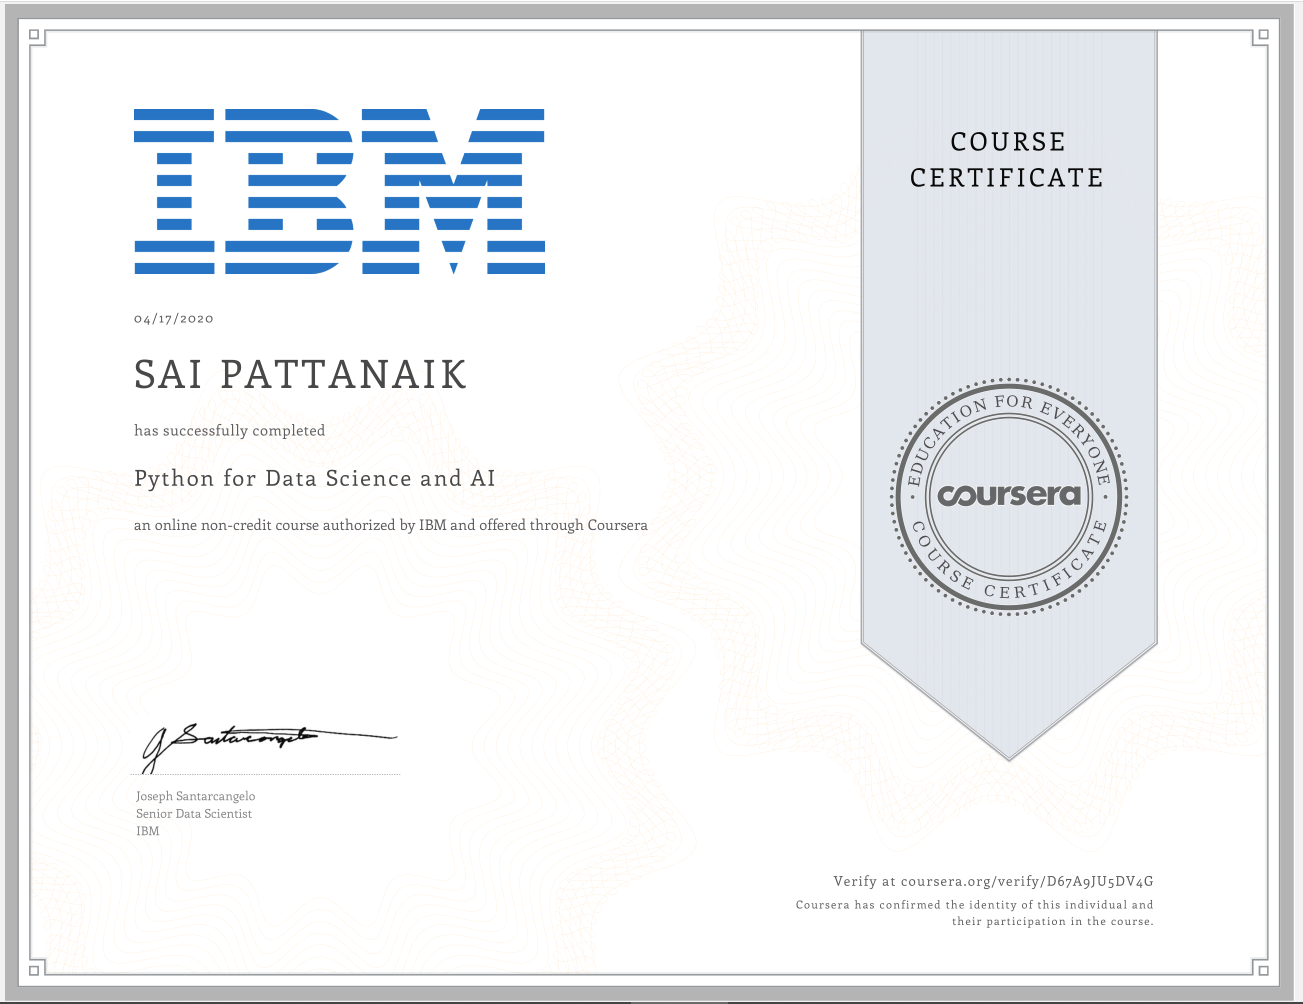 IBM
COURSE
CERTIFICATE
04/17/2020
SAI PATTANAIK
has successfully completed
Python for Data Science and AI
an online non-credit course authorized by IBM and offered through Coursera
EDUCATION FOR EVERYONE
coursera
COURSE CERTIFICATE
J Santarcangelo
Joseph Santarcangelo
Senior Data Scientist
IBM
Verify at coursera.org/verify/D67A9JU5DV4G
Coursera has confirmed the identity of this individual and
their participation in the course.